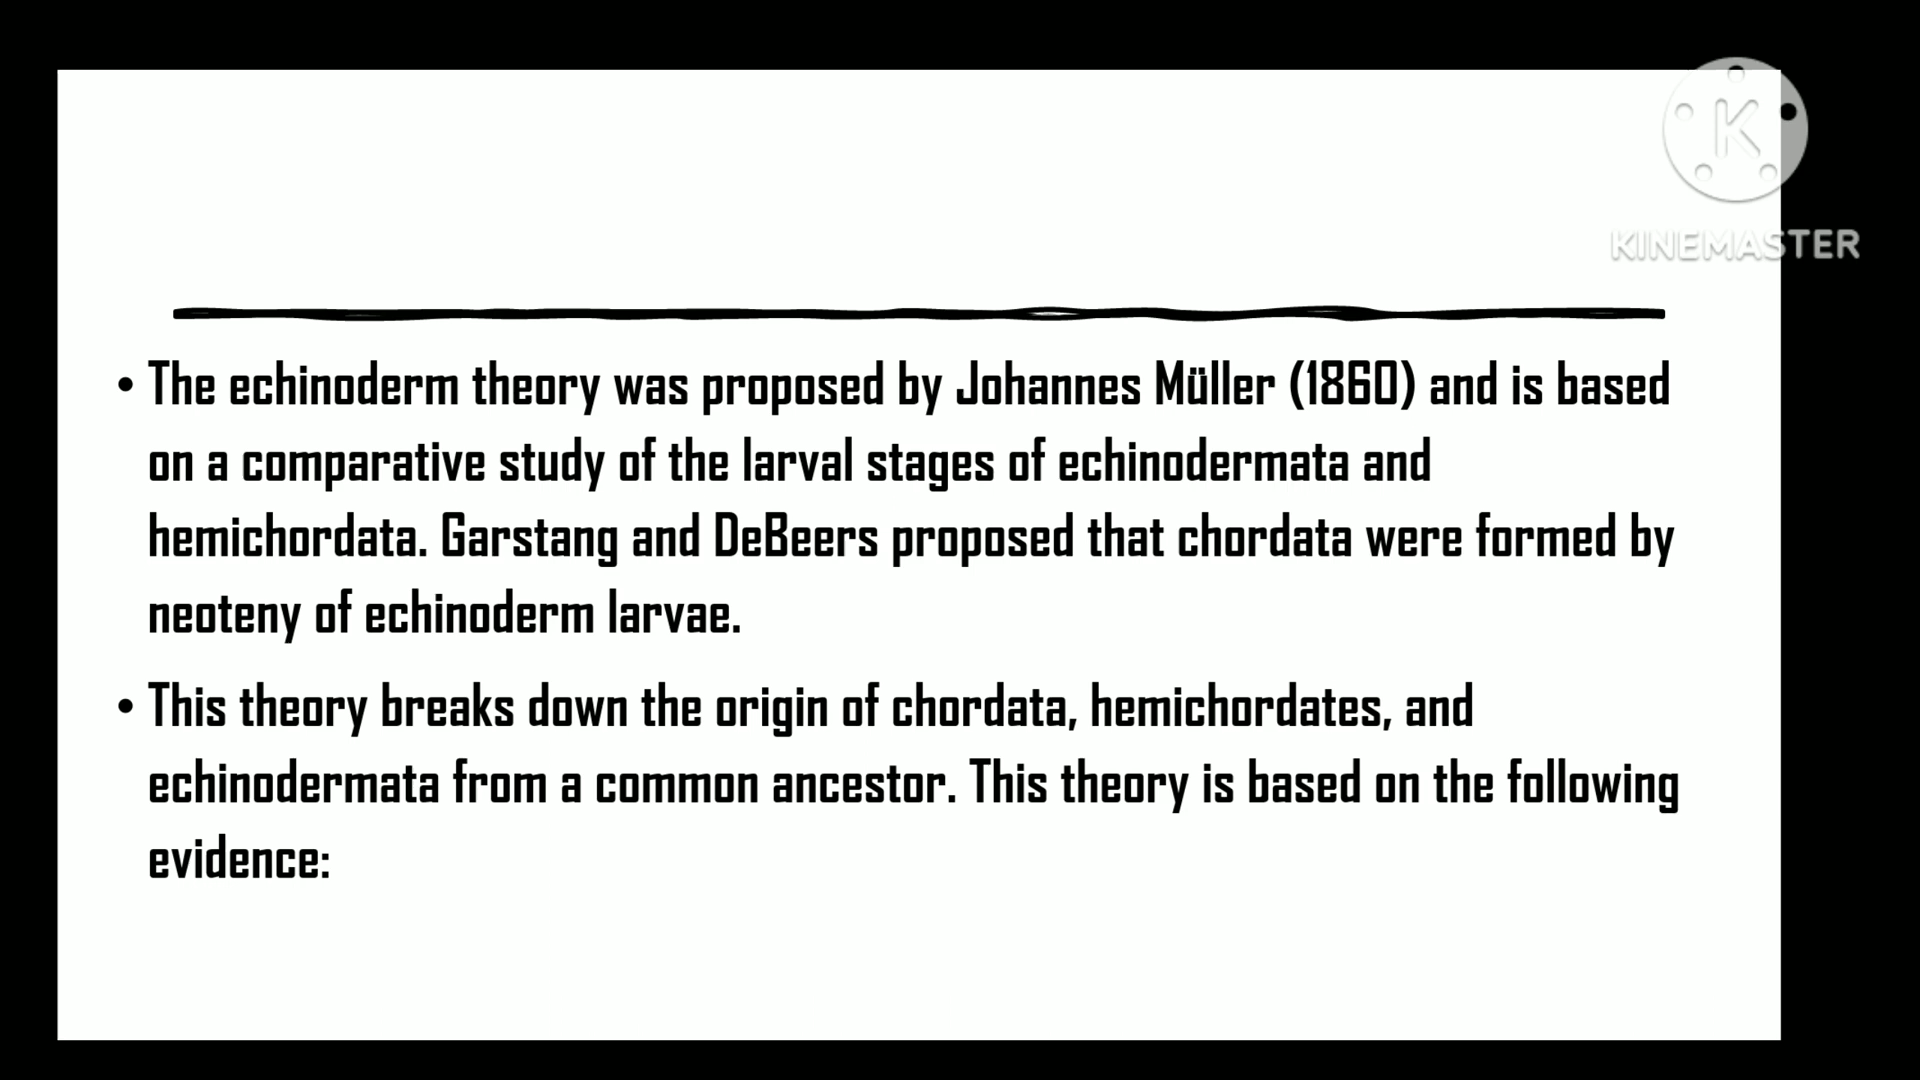 KINEMASTER
• The echinoderm theory was proposed by Johannes Müller (1860) and is based
on a comparative study of the larval stages of echinodermata and
hemichordata. Garstang and DeBeers proposed that chordata were formed by
neoteny of echinoderm larvae.
• This theory breaks down the origin of chordata, hemichordates, and
echinodermata from a common ancestor. This theory is based on the following
evidence: